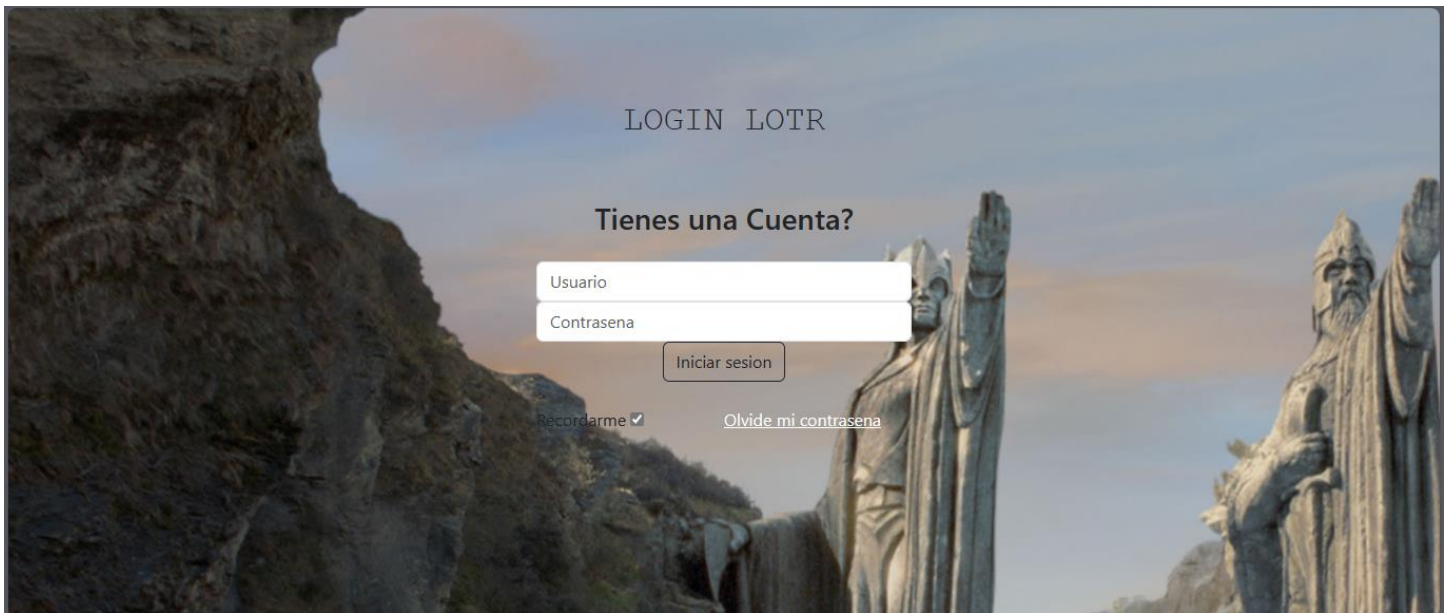 LOGIN LOTR
Tienes una Cuenta?
Usuario
Contrasena
Iniciar sesion
Recordarme Olvide mi contrasena